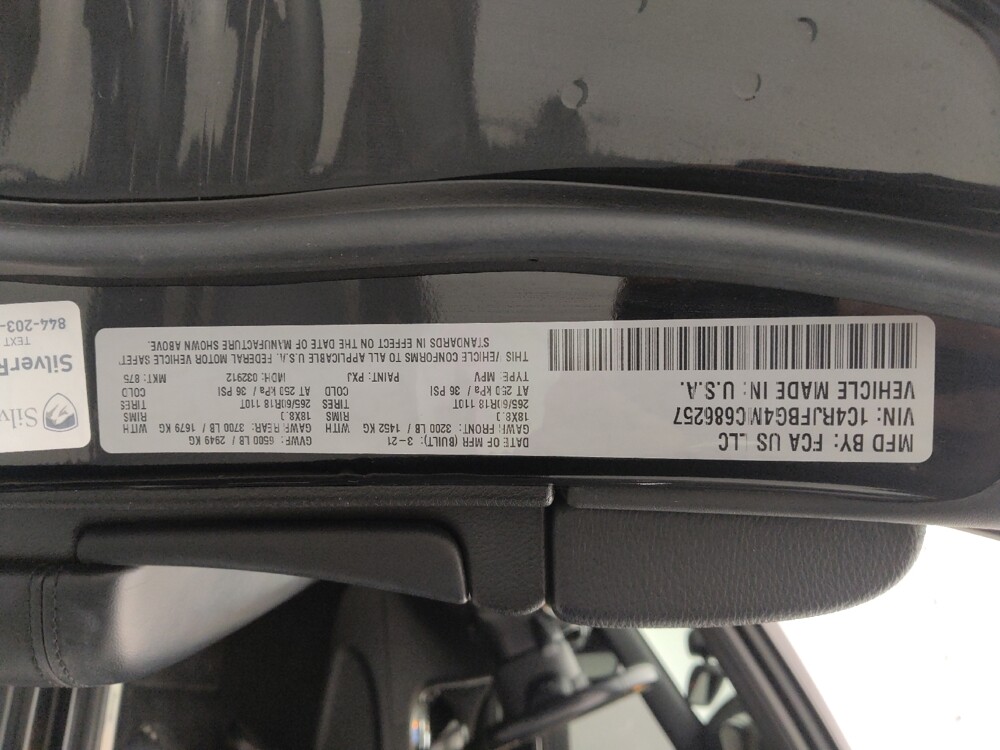 MFD BY: FCA US LLC
VIN: 1C4RJFBG4MC686257
VEHICLE MADE IN: U.S.A.
DATE OF MFR (BUILT): 3-21
GVWR: 6500 LB / 2949 KG
GAWR: FRONT: 3200 LB / 1452 KG WITH
GAWR: REAR: 3700 LB / 1679 KG WITH
18X8.0 RIMS
18X8.0 RIMS
265/60R18 110T TIRES
265/60R18 110T TIRES
AT 250 kPa / 36 PSI COLD
AT 250 kPa / 36 PSI COLD
TYPE: MPV
PAINT: PXJ
MDH: 032912
MKT: 875
THIS VEHICLE CONFORMS TO ALL APPLICABLE U.S.A. FEDERAL MOTOR VEHICLE SAFETY
STANDARDS IN EFFECT ON THE DATE OF MANUFACTURE SHOWN ABOVE.
TEXT
844-203-